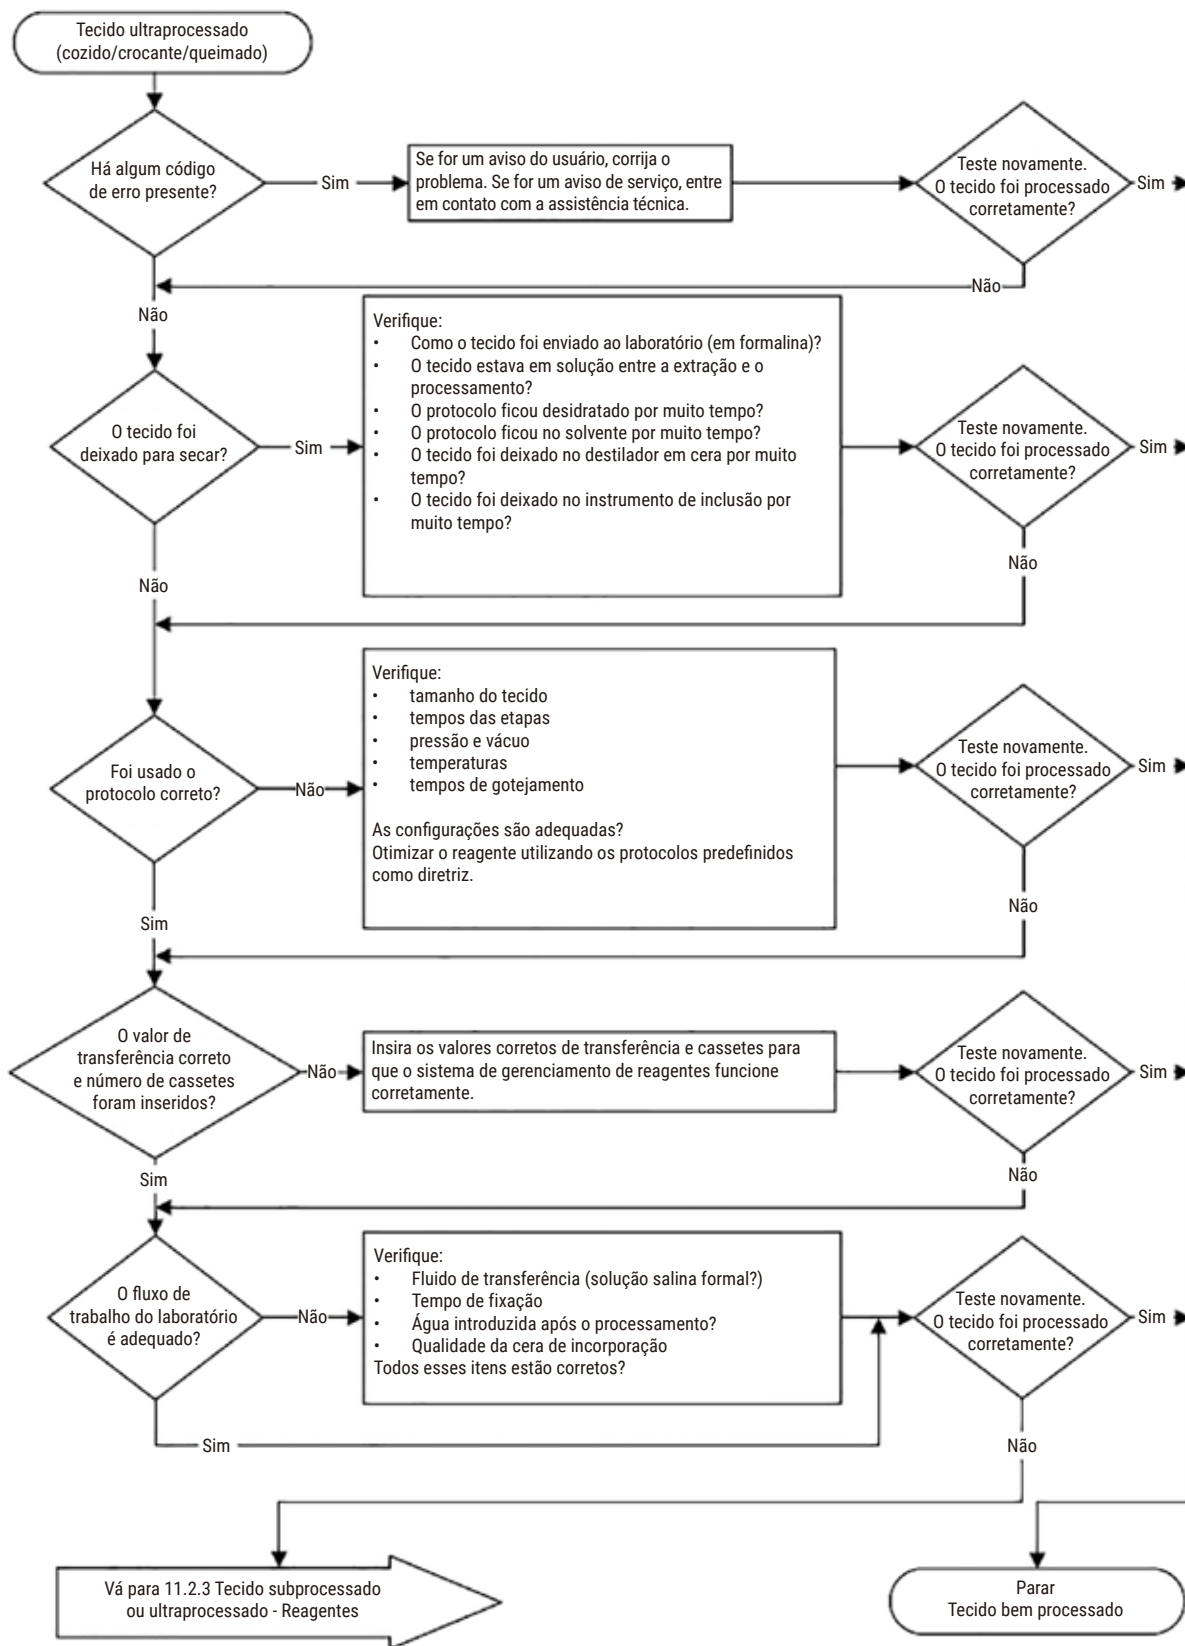 Tecido ultraprocessado
(cozido/crocante/queimado)
Há algum código
de erro presente?
Sim
Se for um aviso do usuário, corrija o
problema. Se for um aviso de serviço, entre
em contato com a assistência técnica.
Teste novamente.
O tecido foi processado
corretamente?
Sim
Não
Não
O tecido foi
deixado para secar?
Sim
Verifique:
• Como o tecido foi enviado ao laboratório (em formalina)?
• O tecido estava em solução entre a extração e o
processamento?
• O protocolo ficou desidratado por muito tempo?
• O protocolo ficou no solvente por muito tempo?
• O tecido foi deixado no destilador em cera por muito
tempo?
• O tecido foi deixado no instrumento de inclusão por
muito tempo?
Teste novamente.
O tecido foi processado
corretamente?
Sim
Não
Não
Foi usado o
protocolo correto?
Não
Verifique:
• tamanho do tecido
• tempos das etapas
• pressão e vácuo
• temperaturas
• tempos de gotejamento
As configurações são adequadas?
Otimizar o reagente utilizando os protocolos predefinidos
como diretriz.
Teste novamente.
O tecido foi processado
corretamente?
Sim
Não
Sim
O valor de
transferência correto
e número de cassetes
foram inseridos?
Não
Insira os valores corretos de transferência e cassetes para
que o sistema de gerenciamento de reagentes funcione
corretamente.
Teste novamente.
O tecido foi processado
corretamente?
Sim
Não
Sim
O fluxo de
trabalho do laboratório
é adequado?
Não
Verifique:
• Fluido de transferência (solução salina formal?)
• Tempo de fixação
• Água introduzida após o processamento?
• Qualidade da cera de incorporação
Todos esses itens estão corretos?
Teste novamente.
O tecido foi processado
corretamente?
Sim
Sim
Não
Vá para 11.2.3 Tecido subprocessado
ou ultraprocessado - Reagentes
Parar
Tecido bem processado